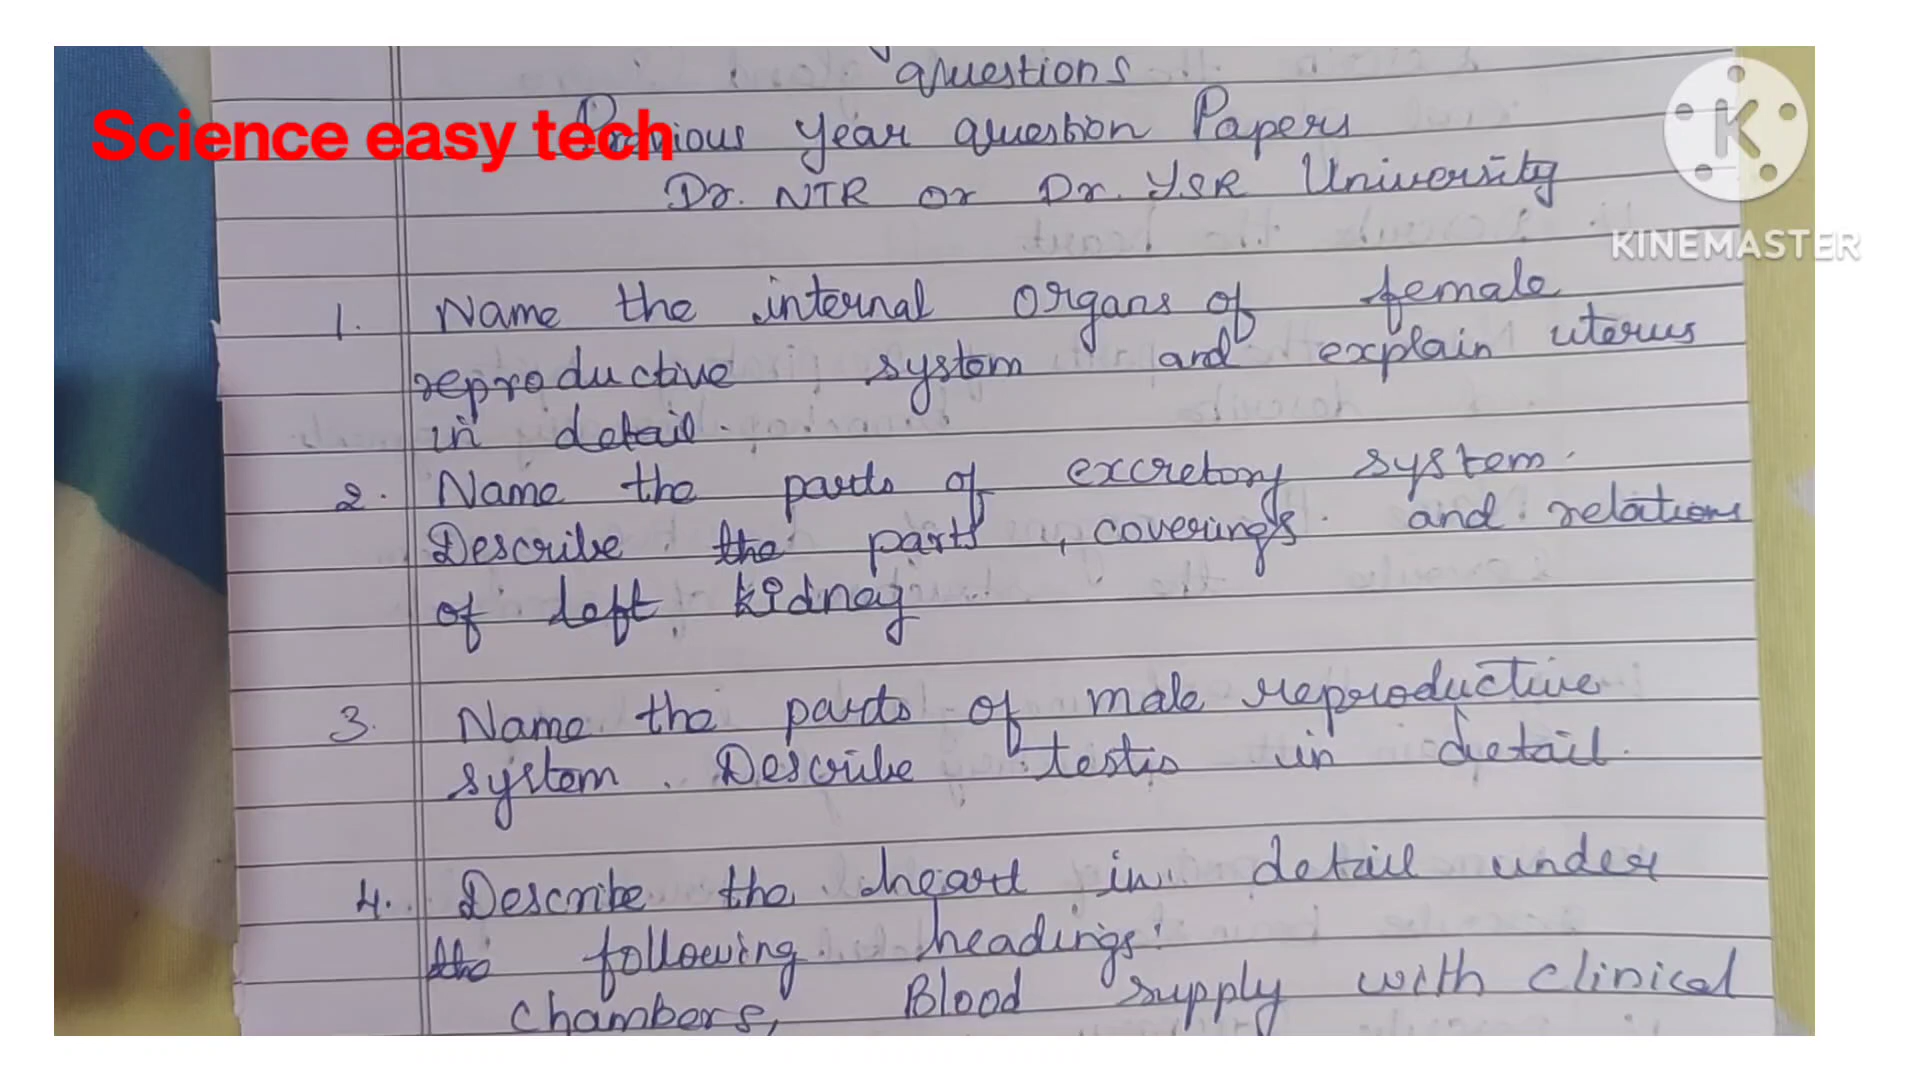 questions
Science easy tech
Previous year question Papers
Dr. NTR or Dr. YSR University
KINEMASTER
1. Name the internal organs of female
reproductive system and explain uterus
in detail.
2. Name the parts of excretory system.
Describe the parts, coverings and relations
of left kidney
3. Name the parts of male reproductive
system. Describe testis in detail.
4. Describe the heart in detail under
the following headings:
chambers, Blood supply with clinical